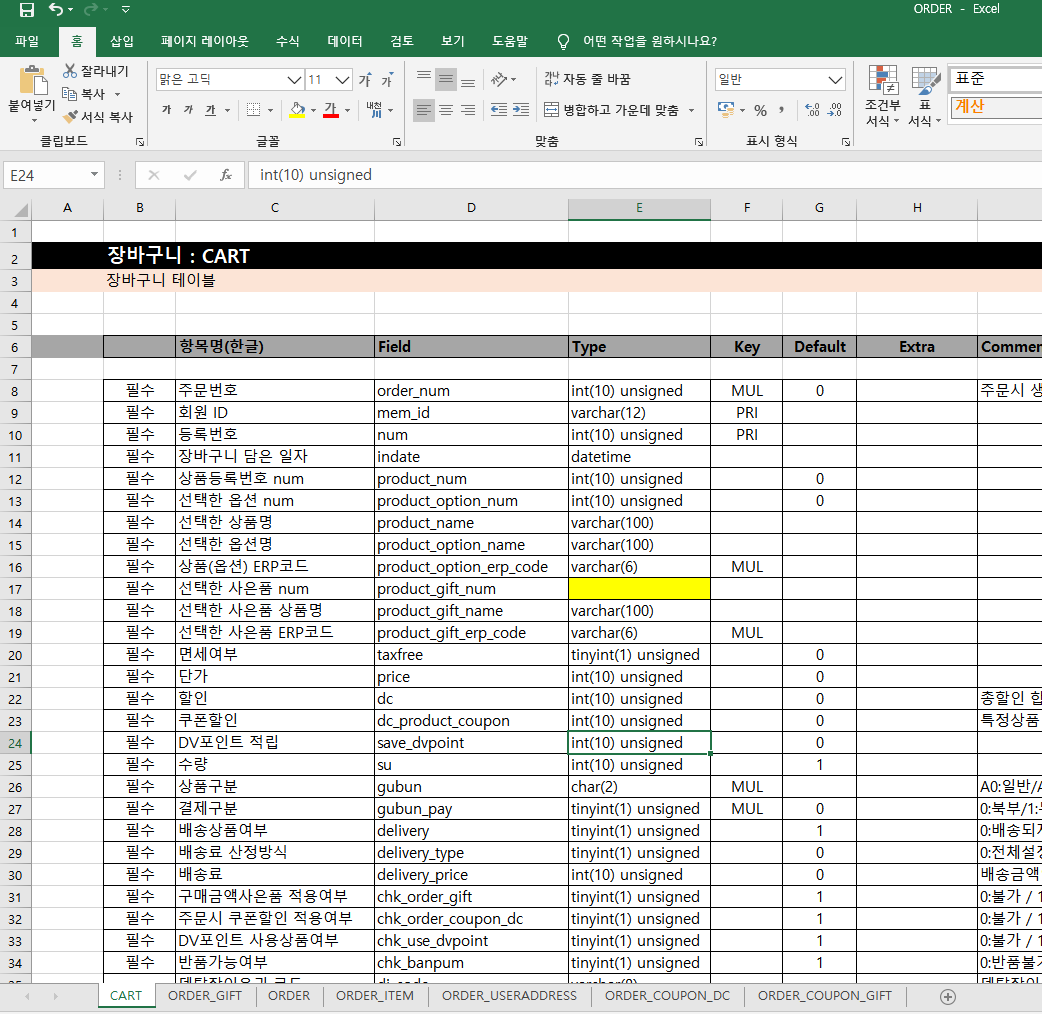 ORDER - Excel
파일 홈 삽입 페이지 레이아웃 수식 데이터 검토 보기 도움말 어떤 작업을 원하시나요?
붙여넣기 잘라내기 복사 서식 복사 클립보드
맑은 고딕 11 가 가 가 가 가 가 내천 글꼴
자동 줄 바꿈 병합하고 가운데 맞춤 맞춤
일반 % , 표시 형식
조건부 서식 표 서식 표준 계산
E24 fx int(10) unsigned
A B C D E F G H
1
2 장바구니 : CART
3 장바구니 테이블
4
5
6 항목명(한글) Field Type Key Default Extra Commen
7
8 필수 주문번호 order_num int(10) unsigned MUL 0 주문시 생
9 필수 회원 ID mem_id varchar(12) PRI
10 필수 등록번호 num int(10) unsigned PRI
11 필수 장바구니 담은 일자 indate datetime
12 필수 상품등록번호 num product_num int(10) unsigned 0
13 필수 선택한 옵션 num product_option_num int(10) unsigned 0
14 필수 선택한 상품명 product_name varchar(100)
15 필수 선택한 옵션명 product_option_name varchar(100)
16 필수 상품(옵션) ERP코드 product_option_erp_code varchar(6) MUL
17 필수 선택한 사은품 num product_gift_num
18 필수 선택한 사은품 상품명 product_gift_name varchar(100)
19 필수 선택한 사은품 ERP코드 product_gift_erp_code varchar(6) MUL
20 필수 면세여부 taxfree tinyint(1) unsigned 0
21 필수 단가 price int(10) unsigned 0
22 필수 할인 dc int(10) unsigned 0 총할인 합
23 필수 쿠폰할인 dc_product_coupon int(10) unsigned 0 특정상품
24 필수 DV포인트 적립 save_dvpoint int(10) unsigned 0
25 필수 수량 su int(10) unsigned 1
26 필수 상품구분 gubun char(2) MUL A0:일반/
27 필수 결제구분 gubun_pay tinyint(1) unsigned MUL 0 0:북부/1:
28 필수 배송상품여부 delivery tinyint(1) unsigned 1 0:배송되
29 필수 배송료 산정방식 delivery_type tinyint(1) unsigned 0 0:전체설정
30 필수 배송료 delivery_price int(10) unsigned 0 배송금액
31 필수 구매금액사은품 적용여부 chk_order_gift tinyint(1) unsigned 1 0:불가 / 1
32 필수 주문시 쿠폰할인 적용여부 chk_order_coupon_dc tinyint(1) unsigned 1 0:불가 / 1
33 필수 DV포인트 사용상품여부 chk_use_dvpoint tinyint(1) unsigned 1 0:불가 / 1
34 필수 반품가능여부 chk_banpum tinyint(1) unsigned 1 0:반품불
CART ORDER_GIFT ORDER ORDER_ITEM ORDER_USERADDRESS ORDER_COUPON_DC ORDER_COUPON_GIFT